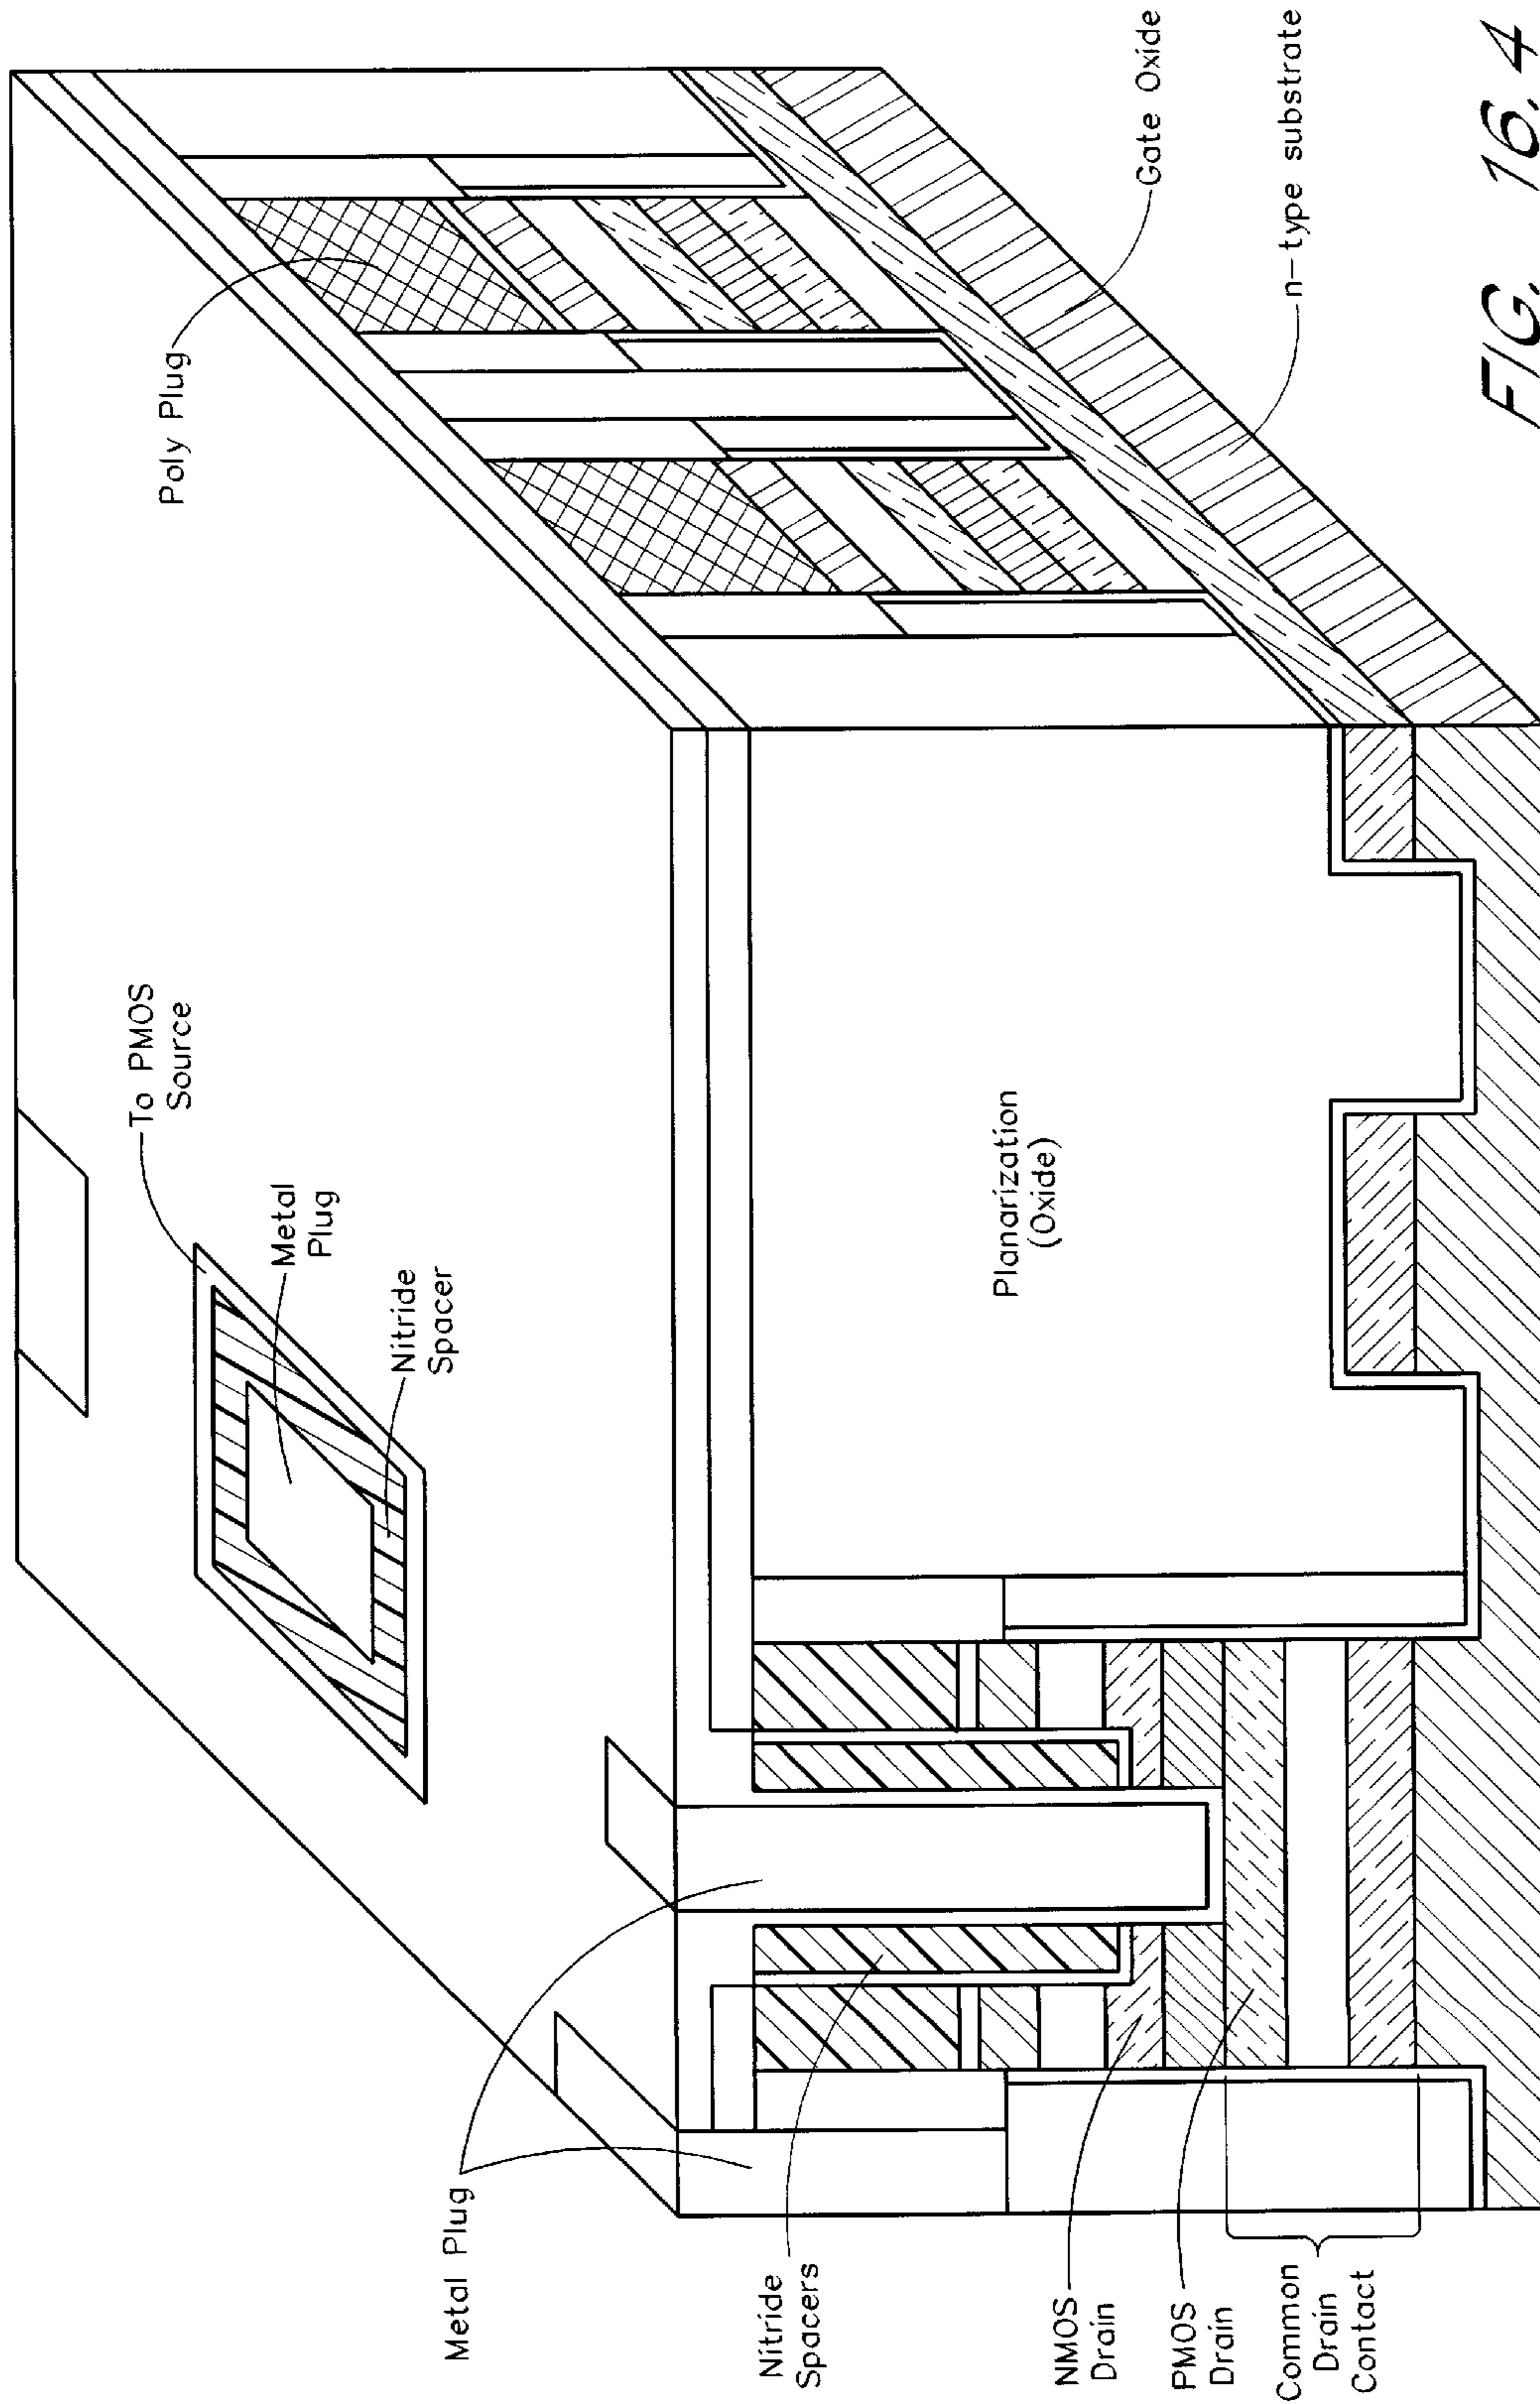 To PMOS
Source
Metal
Plug
Nitride
Spacer
Poly Plug
Metal Plug
Nitride
Spacers
NMOS
Drain
PMOS
Drain
Common
Drain
Contact
Planarization
(Oxide)
Gate Oxide
n-type substrate
FIG. 16.4